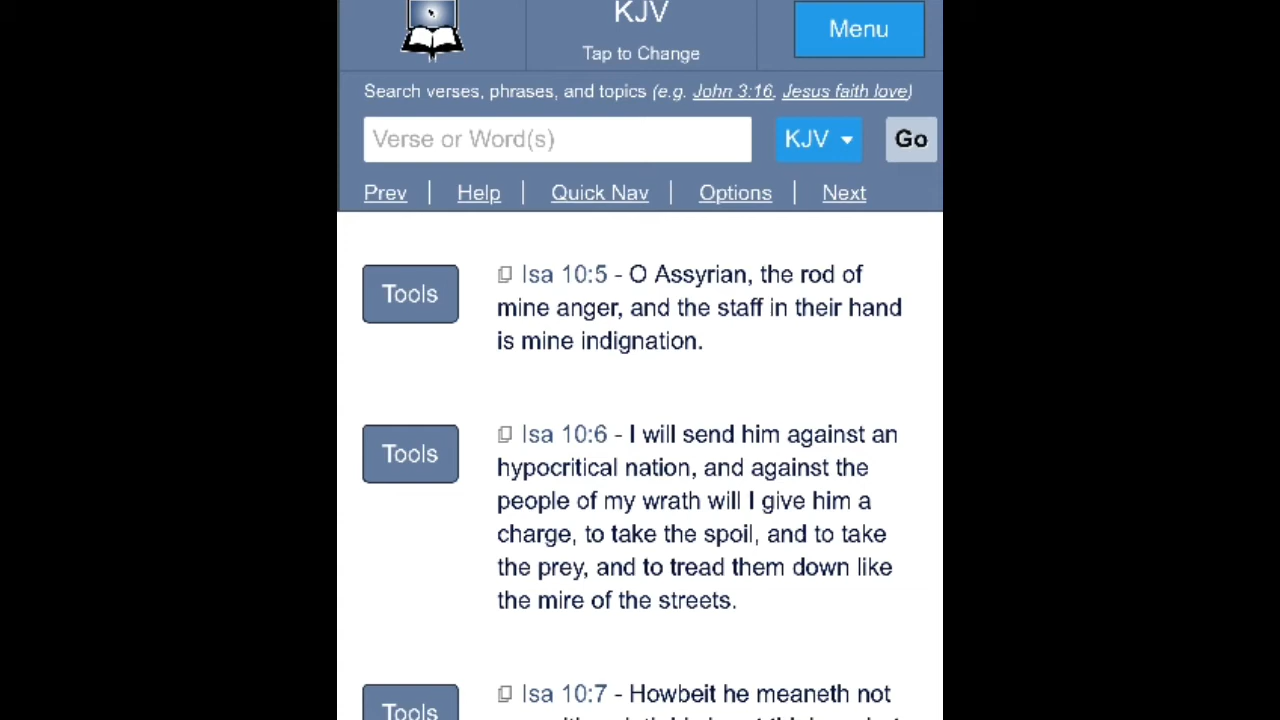 KJV
Tap to Change
Menu
Search verses, phrases, and topics (e.g. John 3:16, Jesus faith love)
Verse or Word(s)
KJV
Go
Prev | Help | Quick Nav | Options | Next
Tools
Isa 10:5 - O Assyrian, the rod of
mine anger, and the staff in their hand
is mine indignation.
Tools
Isa 10:6 - I will send him against an
hypocritical nation, and against the
people of my wrath will I give him a
charge, to take the spoil, and to take
the prey, and to tread them down like
the mire of the streets.
Tools
Isa 10:7 - Howbeit he meaneth not